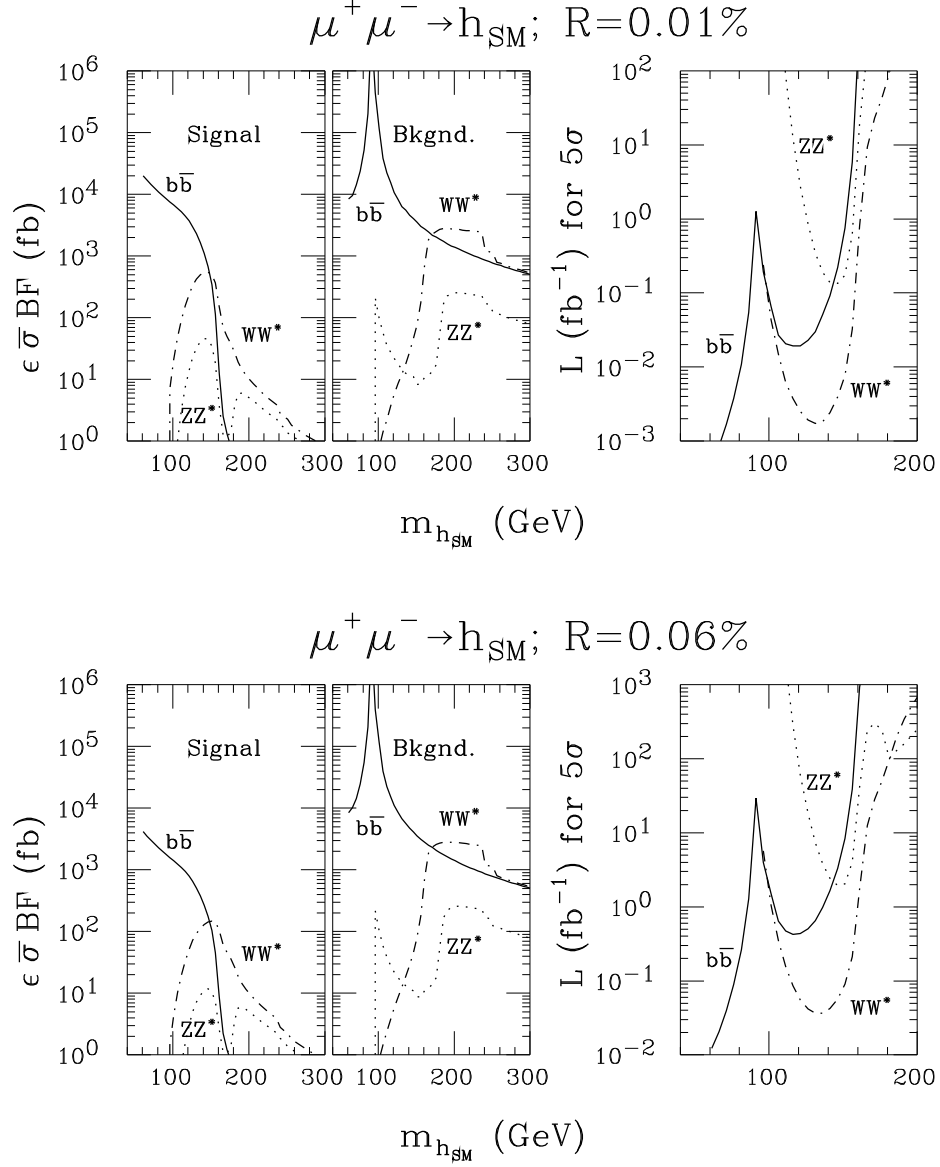 μ⁺μ⁻→h_SM; R=0.01%
10⁶
10⁵
10⁴
10³
10²
10¹
10⁰
ϵ σ̅ BF (fb)
Signal
bb̅
WW*
ZZ*
100
200
300
Bkgnd.
bb̅
WW*
ZZ*
100
200
300
10²
10¹
10⁰
10⁻¹
10⁻²
10⁻³
L (fb⁻¹) for 5σ
ZZ*
bb̅
WW*
100
200
m_h_SM (GeV)
μ⁺μ⁻→h_SM; R=0.06%
10⁶
10⁵
10⁴
10³
10²
10¹
10⁰
ϵ σ̅ BF (fb)
Signal
bb̅
WW*
ZZ*
100
200
300
Bkgnd.
bb̅
WW*
ZZ*
100
200
300
10³
10²
10¹
10⁰
10⁻¹
10⁻²
L (fb⁻¹) for 5σ
ZZ*
bb̅
WW*
100
200
m_h_SM (GeV)